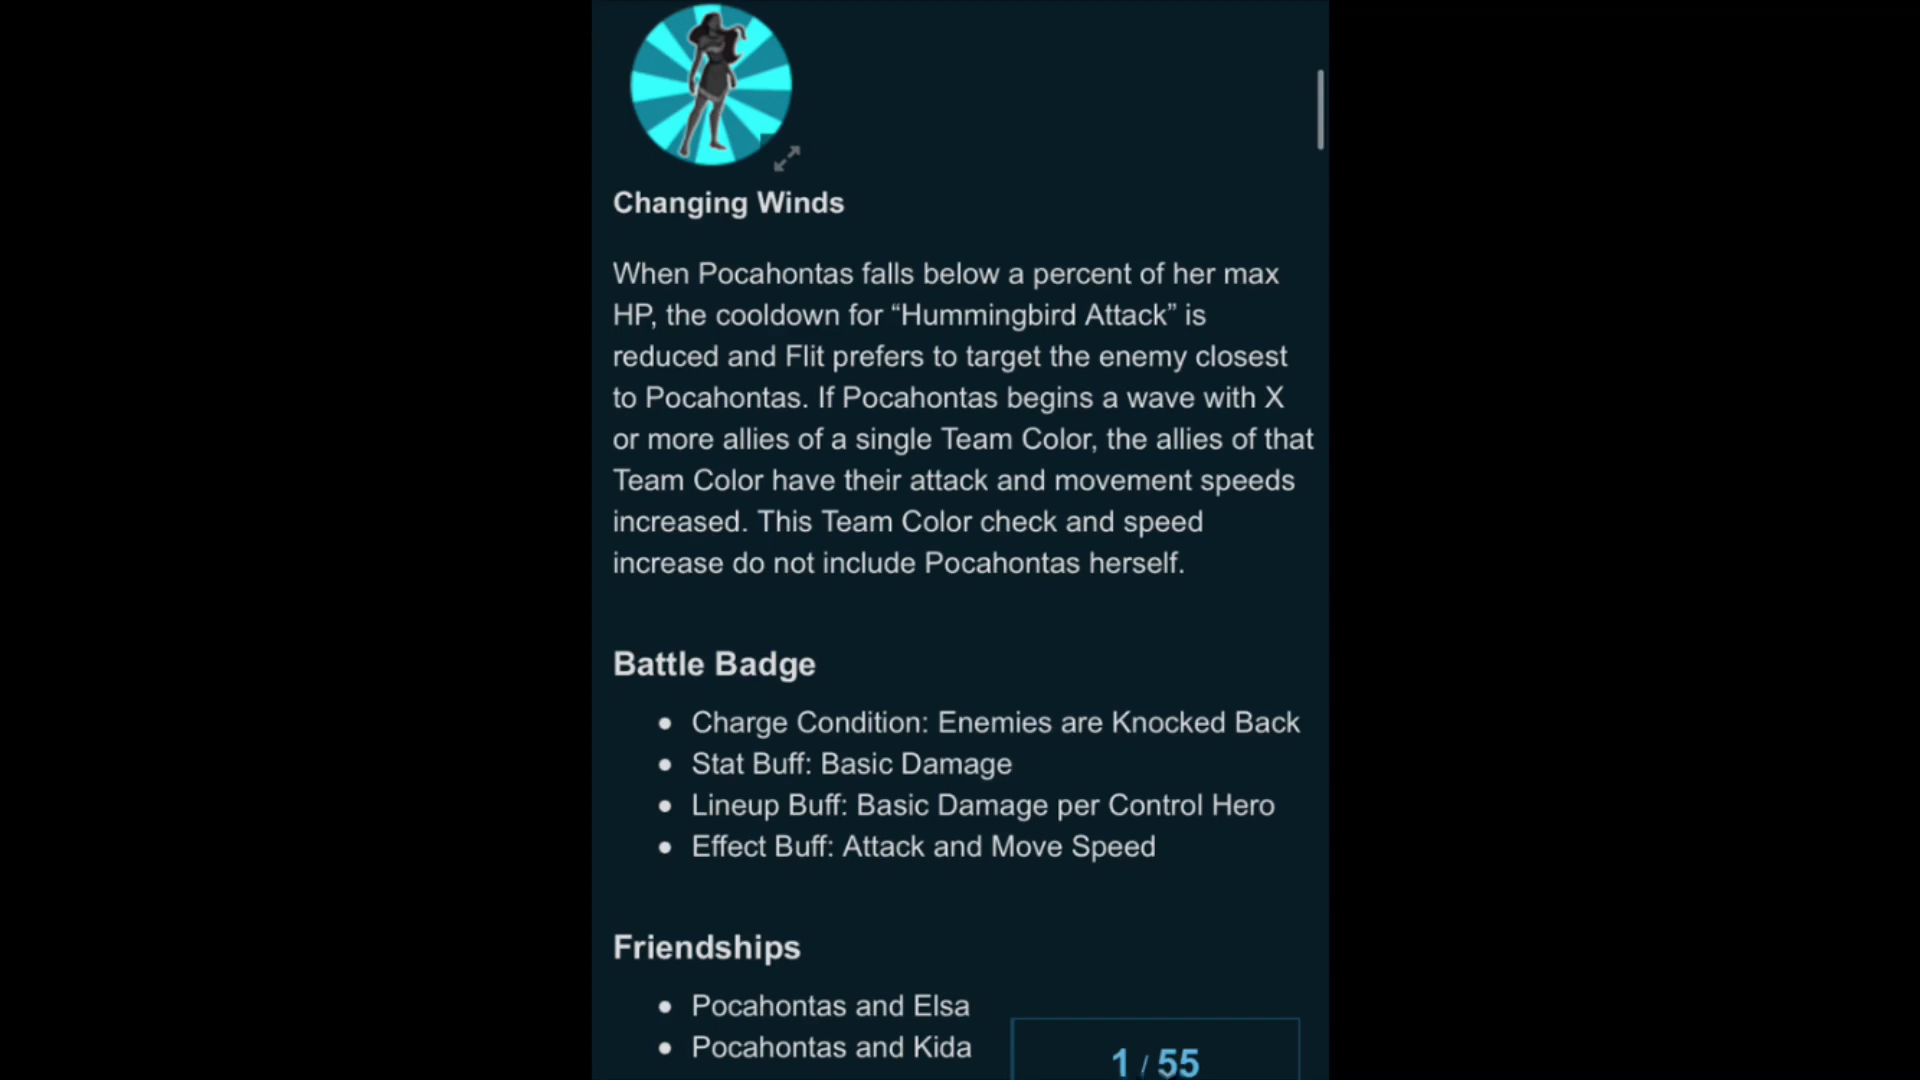 Changing Winds
When Pocahontas falls below a percent of her max
HP, the cooldown for “Hummingbird Attack” is
reduced and Flit prefers to target the enemy closest
to Pocahontas. If Pocahontas begins a wave with X
or more allies of a single Team Color, the allies of that
Team Color have their attack and movement speeds
increased. This Team Color check and speed
increase do not include Pocahontas herself.
Battle Badge
Charge Condition: Enemies are Knocked Back
Stat Buff: Basic Damage
Lineup Buff: Basic Damage per Control Hero
Effect Buff: Attack and Move Speed
Friendships
Pocahontas and Elsa
Pocahontas and Kida
1 / 55